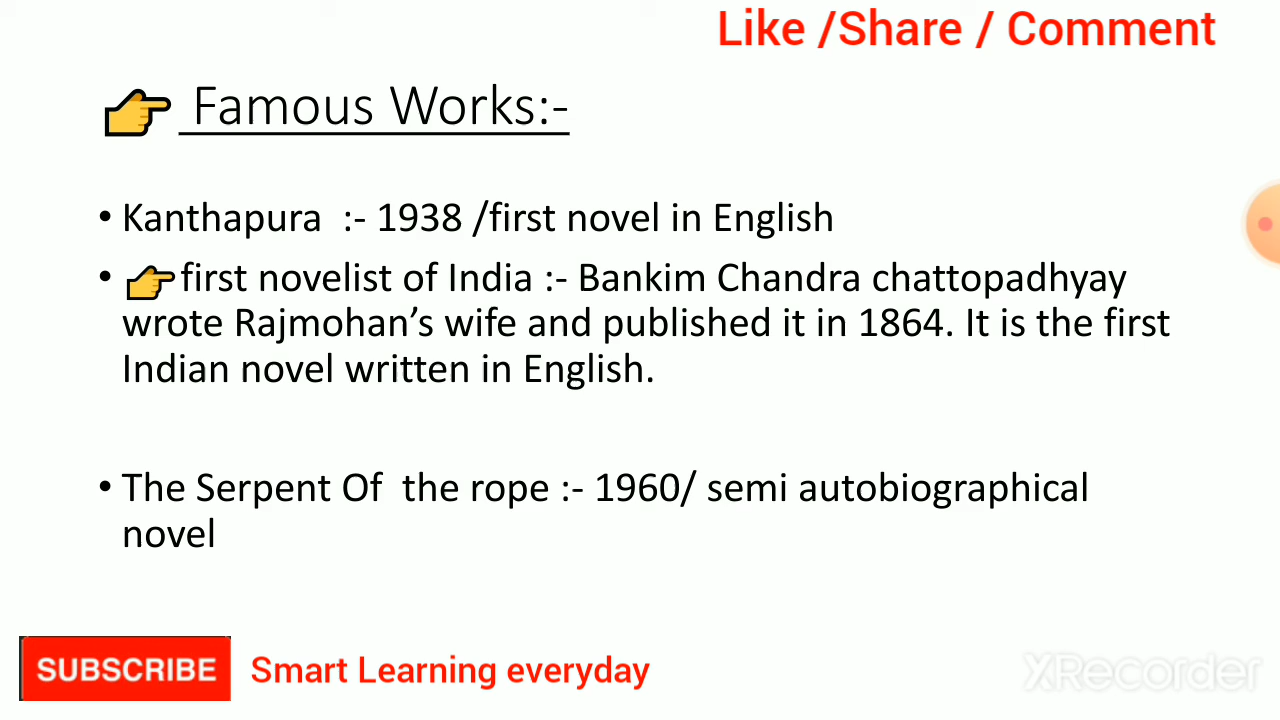 Like /Share / Comment
👉 Famous Works:-
• Kanthapura :- 1938 /first novel in English
• 👉first novelist of India :- Bankim Chandra chattopadhyay
wrote Rajmohan’s wife and published it in 1864. It is the first
Indian novel written in English.
• The Serpent Of the rope :- 1960/ semi autobiographical
novel
SUBSCRIBE Smart Learning everyday
XRecorder